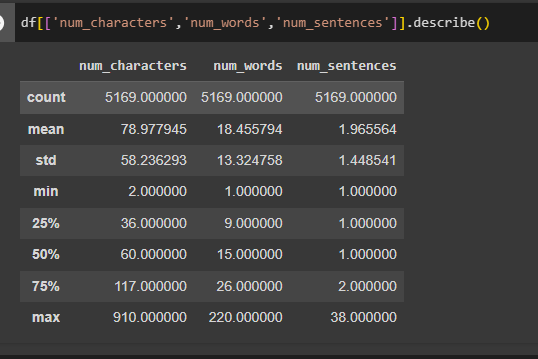 df[['num_characters','num_words','num_sentences']].describe()
num_characters num_words num_sentences
count 5169.000000 5169.000000 5169.000000
mean 78.977945 18.455794 1.965564
std 58.236293 13.324758 1.448541
min 2.000000 1.000000 1.000000
25% 36.000000 9.000000 1.000000
50% 60.000000 15.000000 1.000000
75% 117.000000 26.000000 2.000000
max 910.000000 220.000000 38.000000